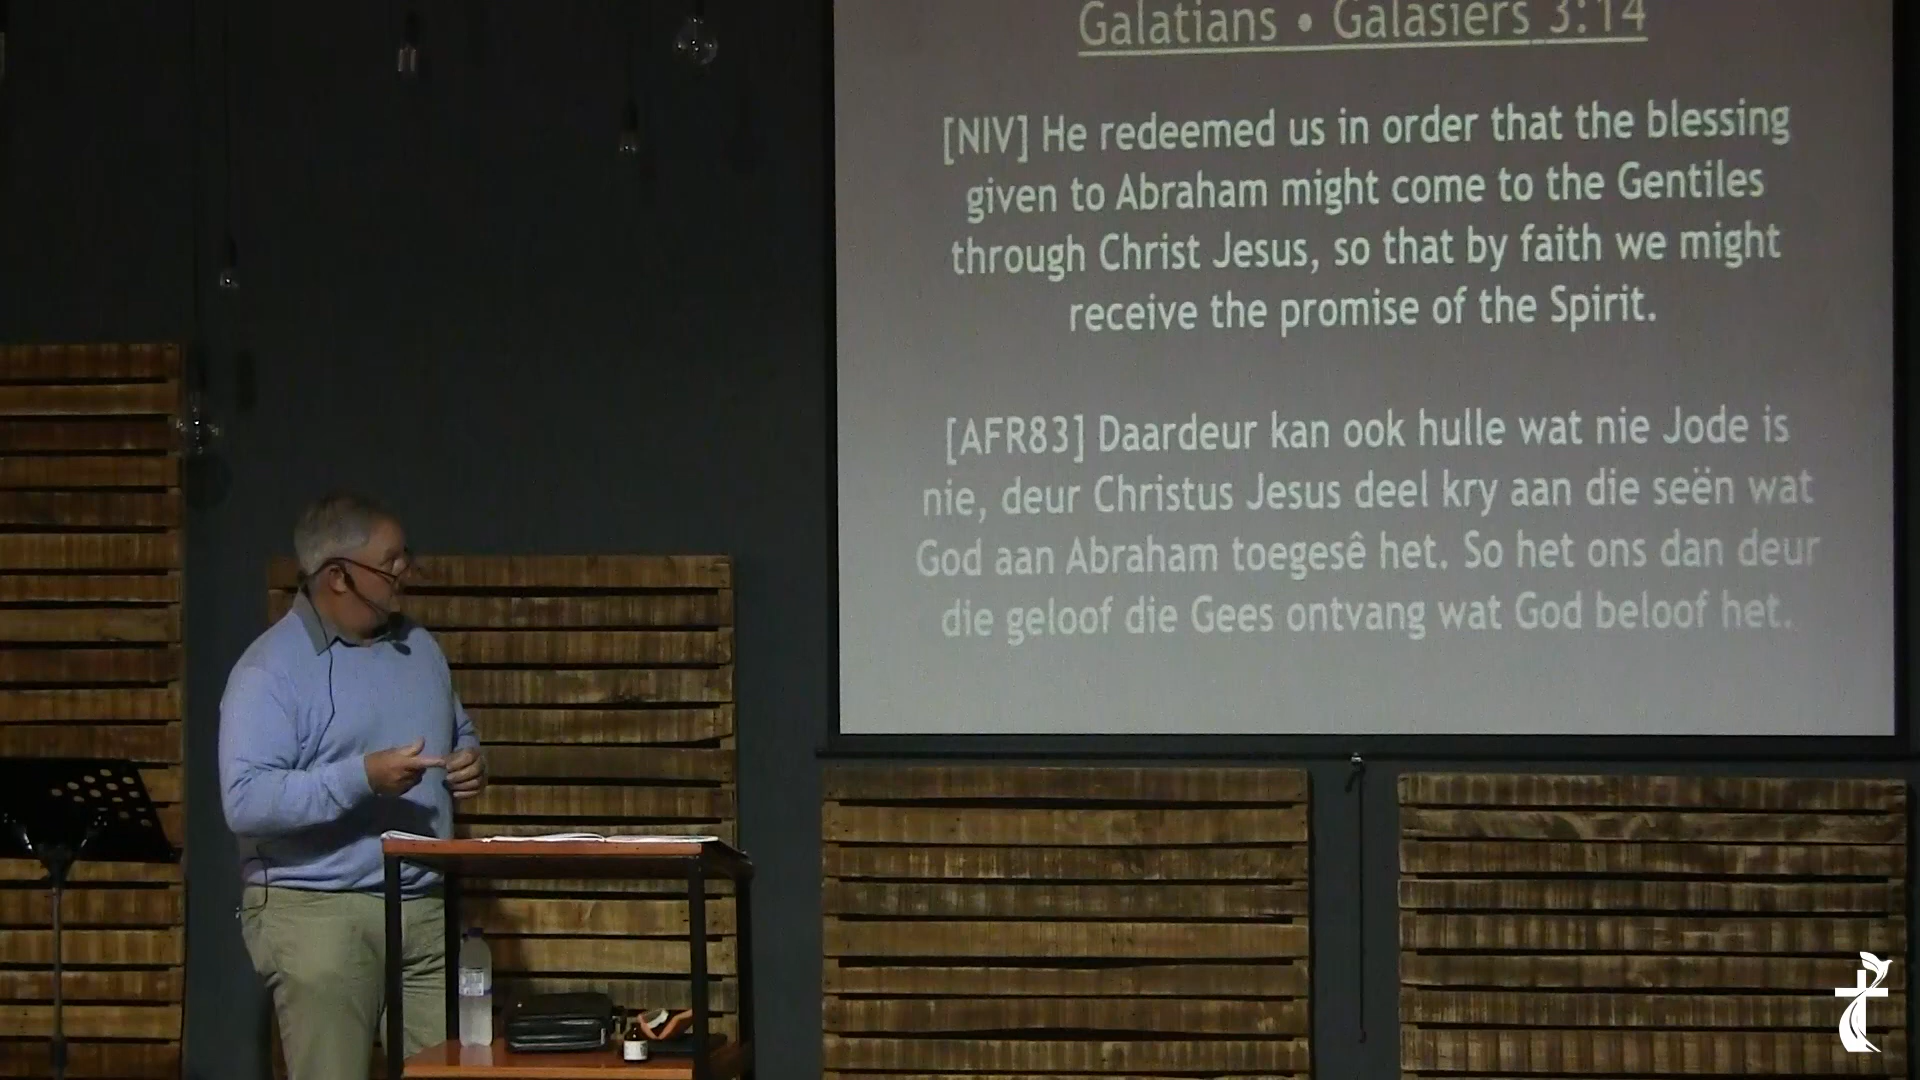 Galatians • Galasiërs 3:14
[NIV] He redeemed us in order that the blessing
given to Abraham might come to the Gentiles
through Christ Jesus, so that by faith we might
receive the promise of the Spirit.
[AFR83] Daardeur kan ook hulle wat nie Jode is
nie, deur Christus Jesus deel kry aan die seën wat
God aan Abraham toegesê het. So het ons dan deur
die geloof die Gees ontvang wat God beloof het.